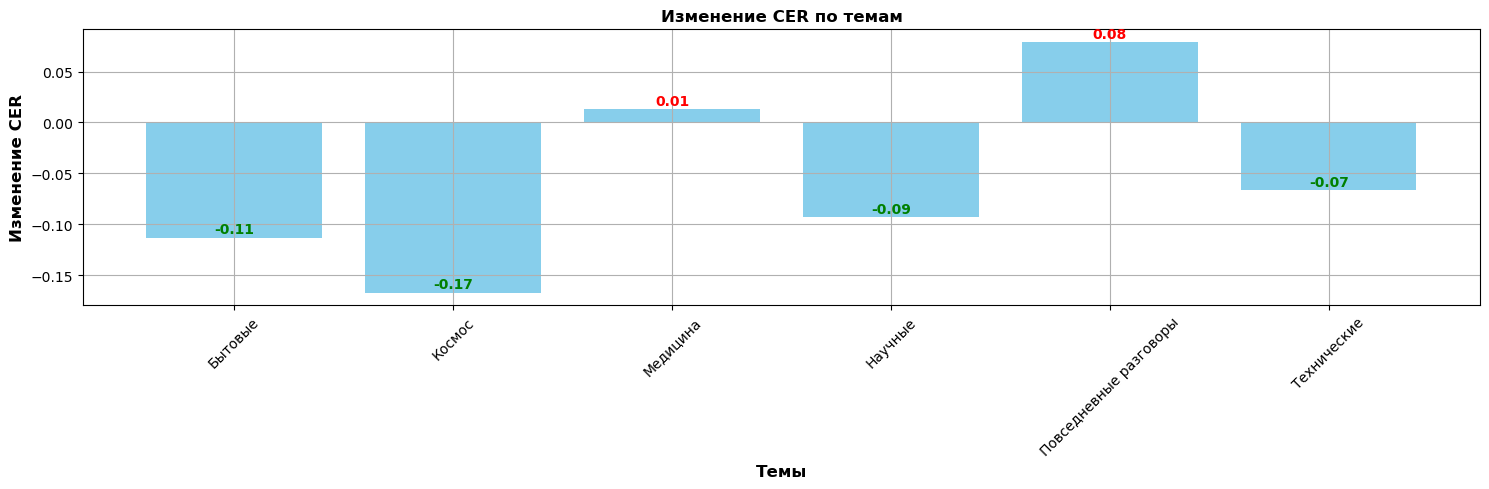 Изменение CER по темам
Изменение CER
0.05
0.00
−0.05
−0.10
−0.15
-0.11
-0.17
0.01
-0.09
0.08
-0.07
Бытовые
Космос
Медицина
Научные
Повседневные разговоры
Технические
Темы